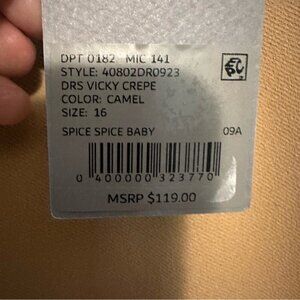 DPT 0182 MIC 141
STYLE: 40802DR0923
DRS VICKY CREPE
COLOR: CAMEL
SIZE: 16
SPICE SPICE BABY 09A
0 400000 323770
MSRP $119.00